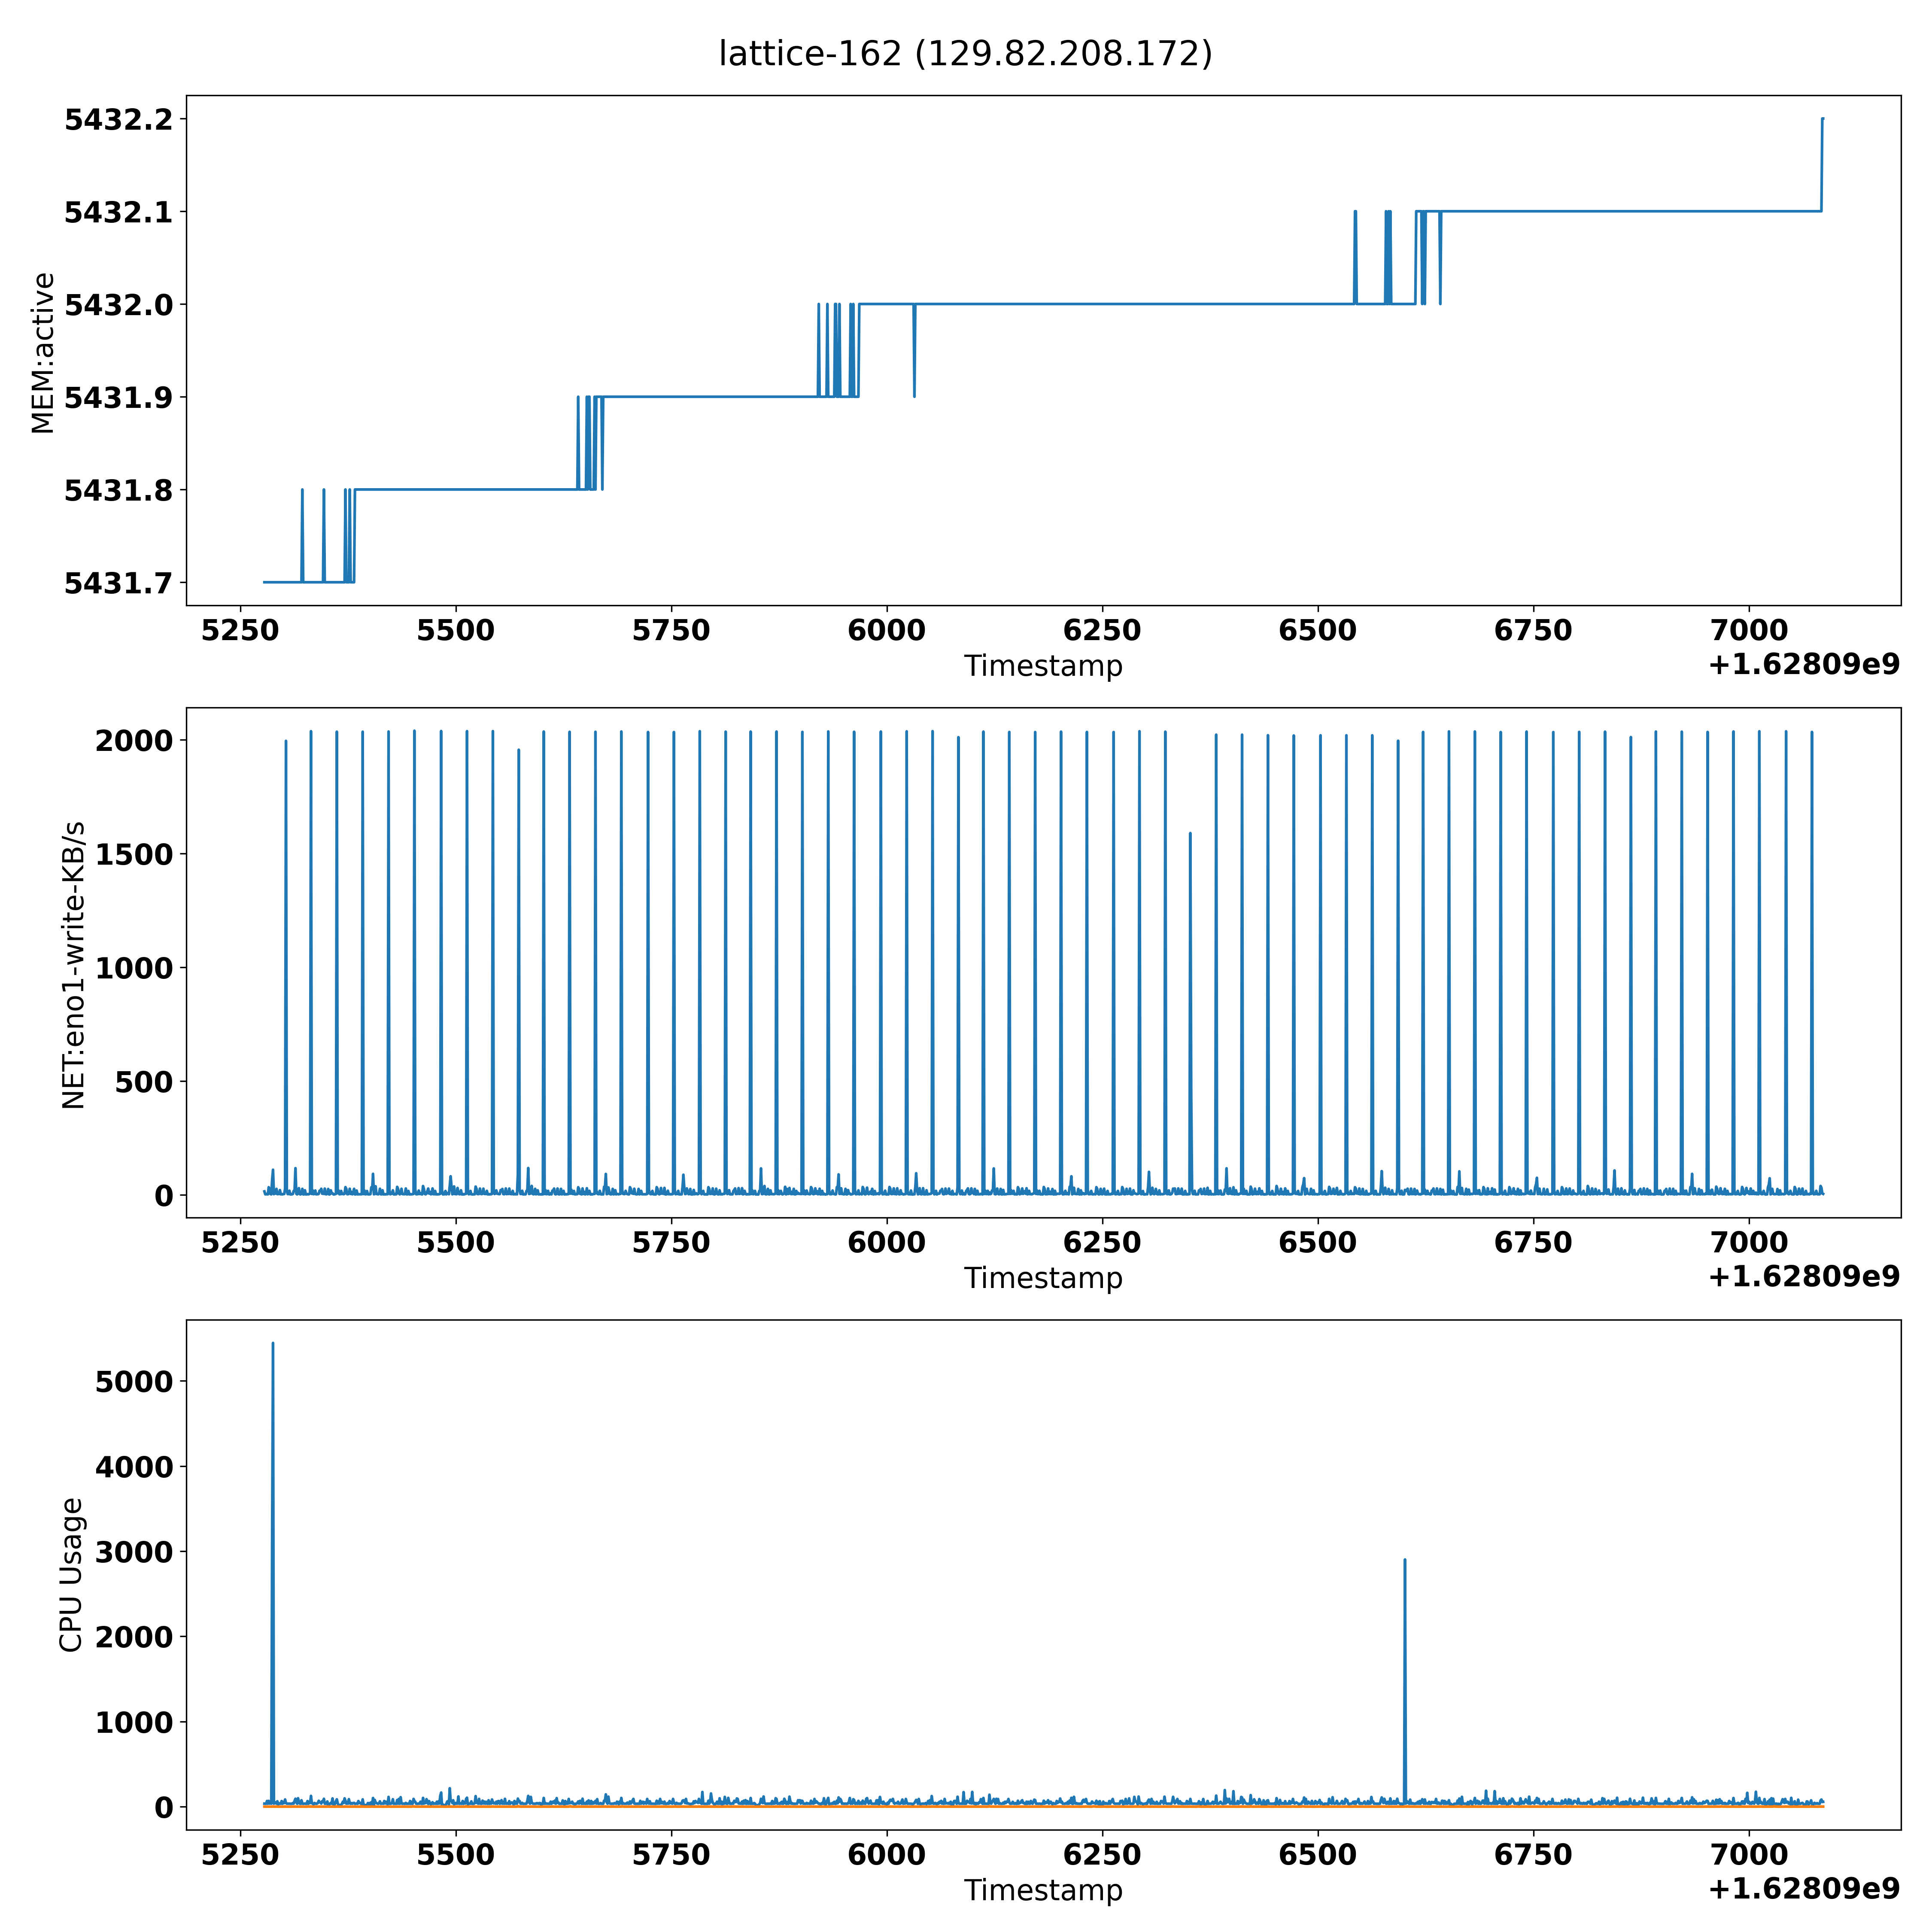 lattice-162 (129.82.208.172)
5432.2
5432.1
5432.0
5431.9
5431.8
5431.7
MEM:active
5250 5500 5750 6000 6250 6500 6750 7000
Timestamp
+1.62809e9
2000
1500
1000
500
0
NET:eno1-write-KB/s
5250 5500 5750 6000 6250 6500 6750 7000
Timestamp
+1.62809e9
5000
4000
3000
2000
1000
0
CPU Usage
5250 5500 5750 6000 6250 6500 6750 7000
Timestamp
+1.62809e9